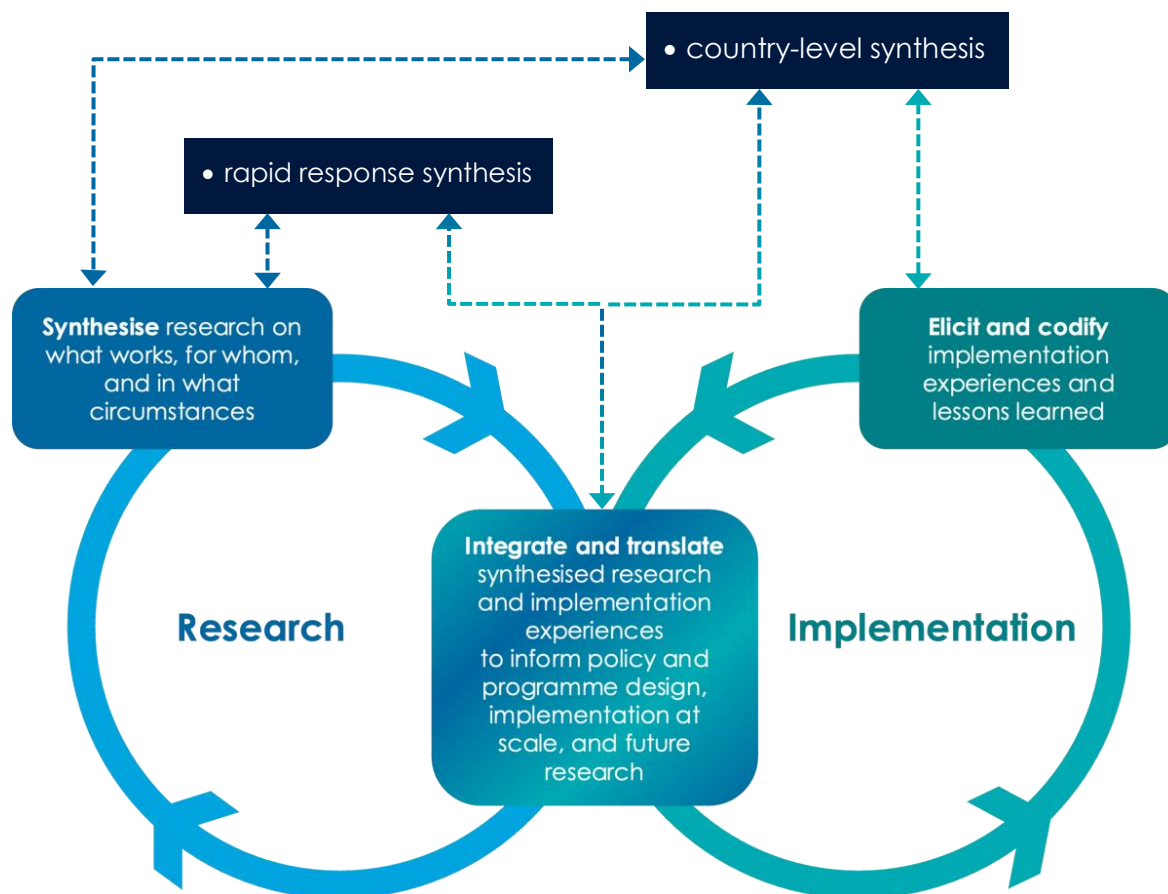 • country-level synthesis
• rapid response synthesis
Synthesise research on
what works, for whom,
and in what
circumstances
Elicit and codify
implementation
experiences and
lessons learned
Integrate and translate
synthesised research
and implementation
experiences
to inform policy and
programme design,
implementation at
scale, and future
research
Research
Implementation